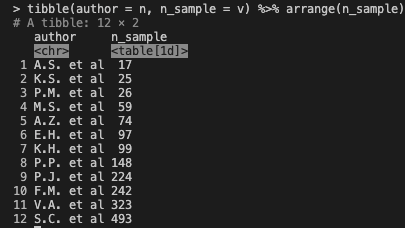 > tibble(author = n, n_sample = v) %>% arrange(n_sample)
# A tibble: 12 × 2
author n_sample
<chr> <table[1d]>
1 A.S. et al 17
2 K.S. et al 25
3 P.M. et al 26
4 M.S. et al 59
5 A.Z. et al 74
6 E.H. et al 97
7 K.H. et al 99
8 P.P. et al 148
9 P.J. et al 224
10 F.M. et al 242
11 V.A. et al 323
12 S.C. et al 493